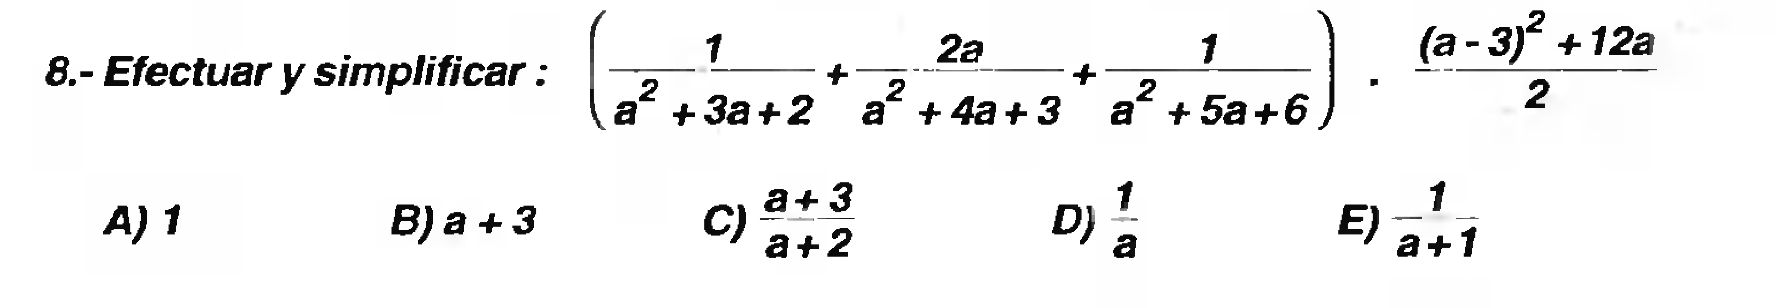 8.- Efectuar y simplificar : ( 1/(a² + 3a + 2) + 2a/(a² + 4a + 3) + 1/(a² + 5a + 6) ) . ((a - 3)² + 12a)/2
A) 1 B) a + 3 C) (a + 3)/(a + 2) D) 1/a E) 1/(a + 1)